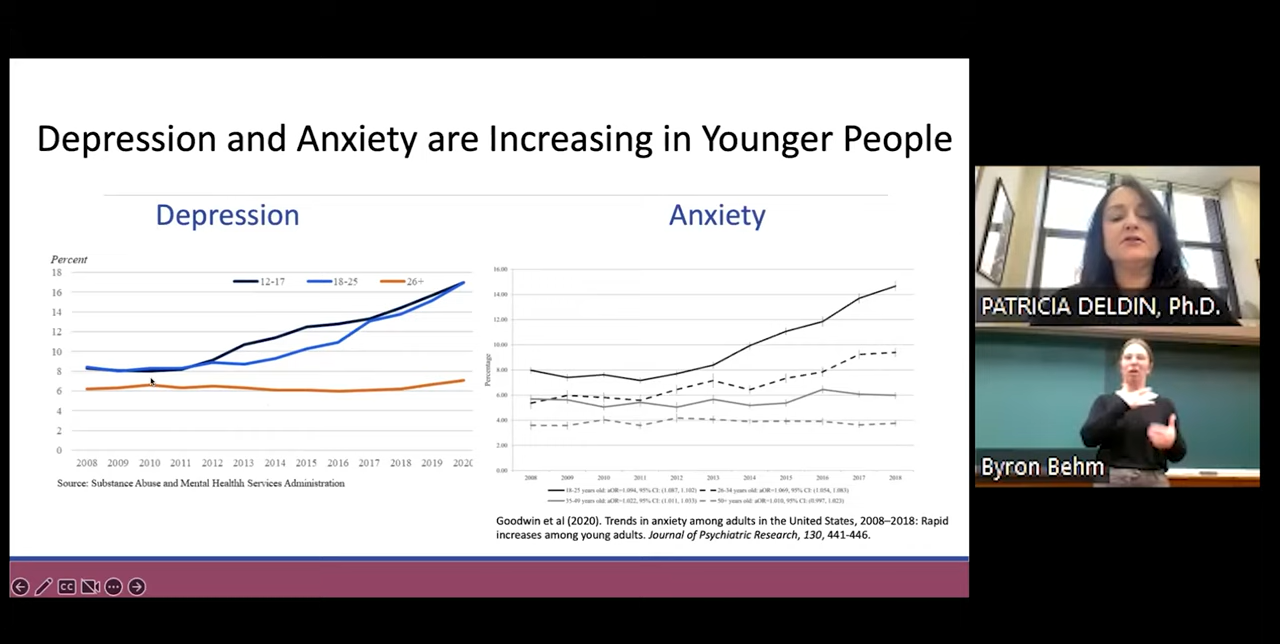 Depression and Anxiety are Increasing in Younger People
Depression
Anxiety
Percent
12-17 18-25 26+
18
16
14
12
10
8
6
4
2
0
2008 2009 2010 2011 2012 2013 2014 2015 2016 2017 2018 2019 2020
Source: Substance Abuse and Mental Healthh Services Administration
Percentage
16.00
14.00
12.00
10.00
8.00
6.00
4.00
2.00
0.00
2008 2009 2010 2011 2012 2013 2014 2015 2016 2017 2018
18-25 years old: aOR=1.094, 95% CI: (1.087, 1.102) 26-34 years old: aOR=1.069, 95% CI: (1.054, 1.083)
35-49 years old: aOR=1.022, 95% CI: (1.011, 1.033) 50+ years old: aOR=1.010, 95% CI: (0.997, 1.023)
Goodwin et al (2020). Trends in anxiety among adults in the United States, 2008–2018: Rapid
increases among young adults. Journal of Psychiatric Research, 130, 441-446.
CC
PATRICIA DELDIN, Ph.D.
Byron Behm